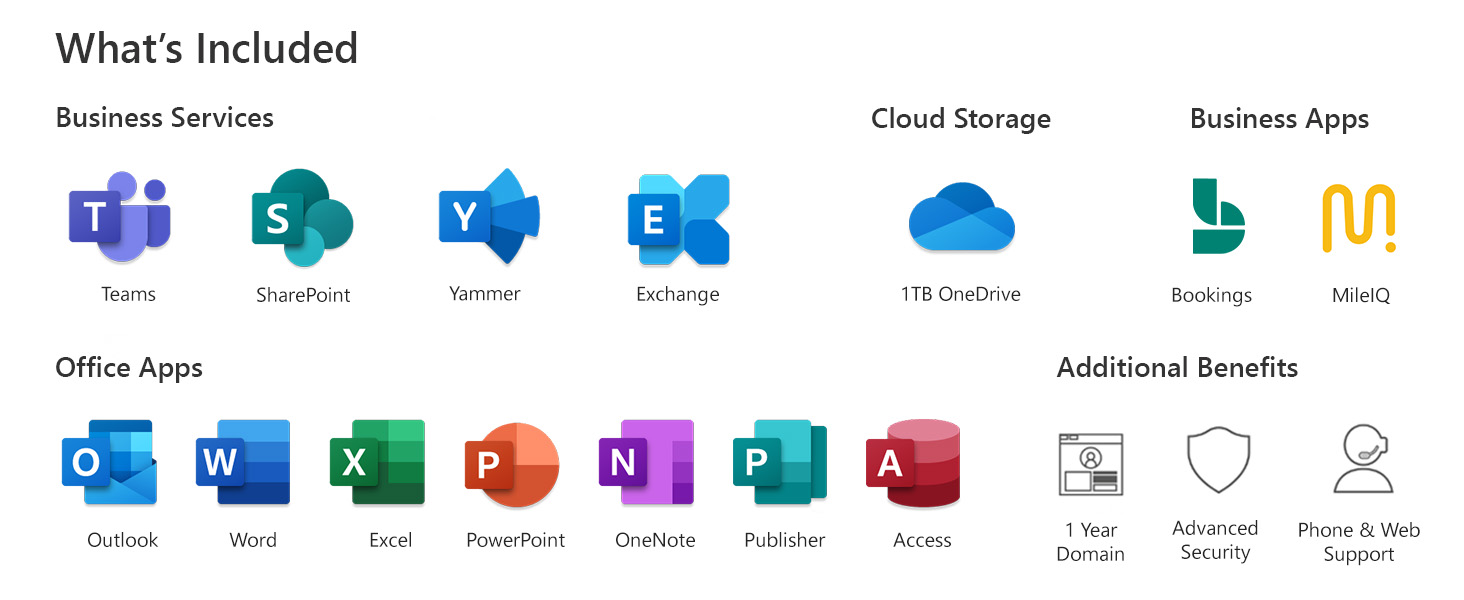 What's Included
Business Services
Cloud Storage
Business Apps
T
S
Y
E
Teams
SharePoint
Yammer
Exchange
1TB OneDrive
Bookings
MileIQ
Office Apps
Additional Benefits
O
W
X
P
N
P
A
Outlook
Word
Excel
PowerPoint
OneNote
Publisher
Access
1 Year
Domain
Advanced
Security
Phone & Web
Support